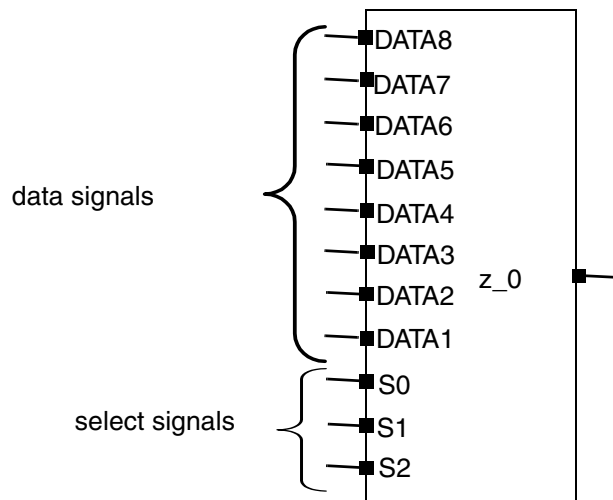 DATA8
DATA7
DATA6
DATA5
data signals
DATA4
DATA3
z_0
DATA2
DATA1
S0
select signals
S1
S2